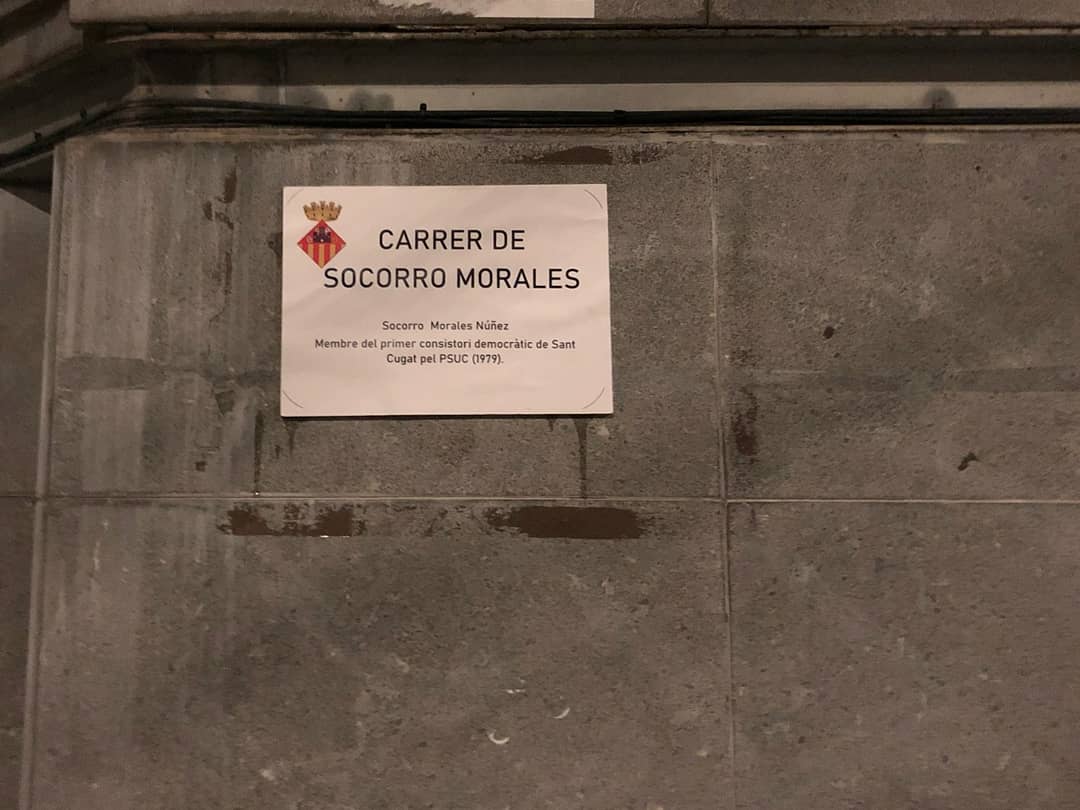 CARRER DE
SOCORRO MORALES
Socorro Morales Núñez
Membre del primer consistori democràtic de Sant
Cugat pel PSUC (1979).